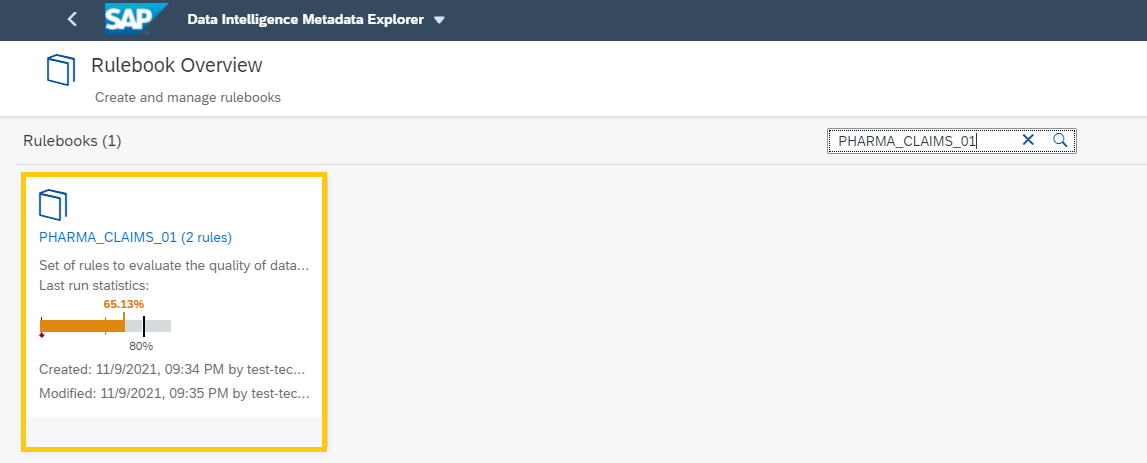 SAP Data Intelligence Metadata Explorer
Rulebook Overview
Create and manage rulebooks
Rulebooks (1)
PHARMA_CLAIMS_01
PHARMA_CLAIMS_01 (2 rules)
Set of rules to evaluate the quality of data...
Last run statistics:
65.13%
80%
Created: 11/9/2021, 09:34 PM by test-tec...
Modified: 11/9/2021, 09:35 PM by test-tec...